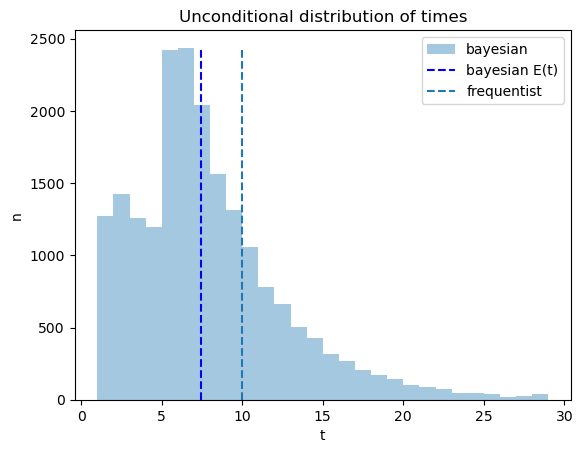 Unconditional distribution of times
bayesian
bayesian E(t)
frequentist
n
2500
2000
1500
1000
500
0
0
5
10
15
20
25
30
t